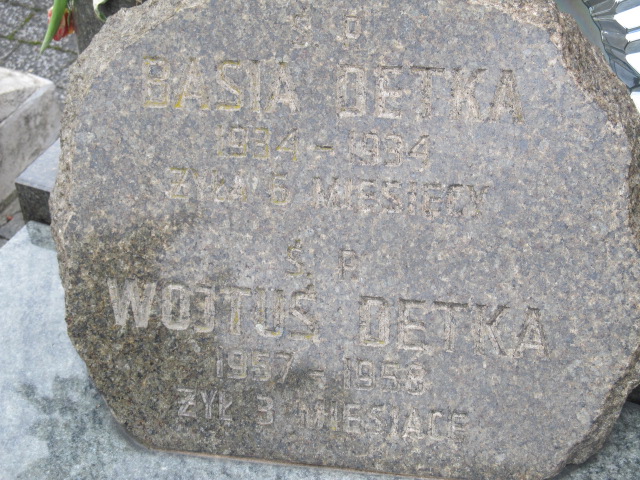 Ś P
BASIA DETKA
1934 - 1934
ŻYŁA 6 MIESIĘCY
Ś. P.
WOJTUŚ DETKA
1957 - 1958
ŻYŁ 3 MIESIĄCE